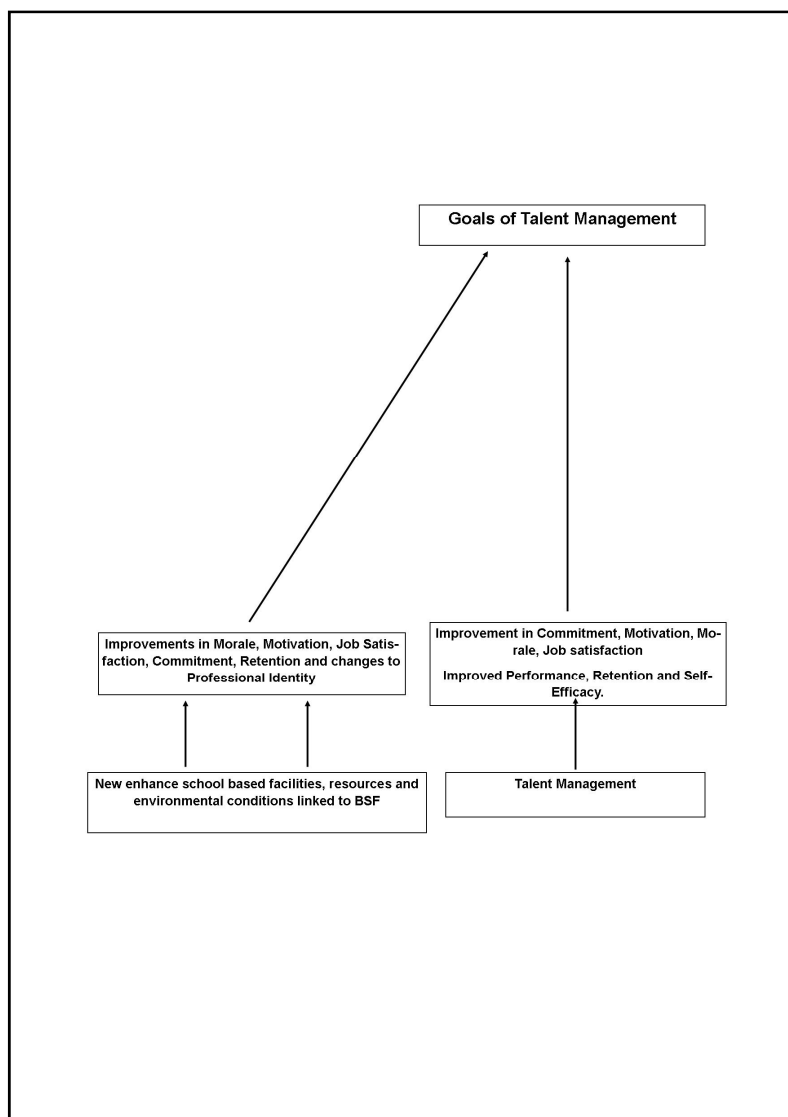 Goals of Talent Management
Improvements in Morale, Motivation, Job Satis-
faction, Commitment, Retention and changes to
Professional Identity
Improvement in Commitment, Motivation, Mo-
rale, Job satisfaction
Improved Performance, Retention and Self-
Efficacy.
New enhance school based facilities, resources and
environmental conditions linked to BSF
Talent Management